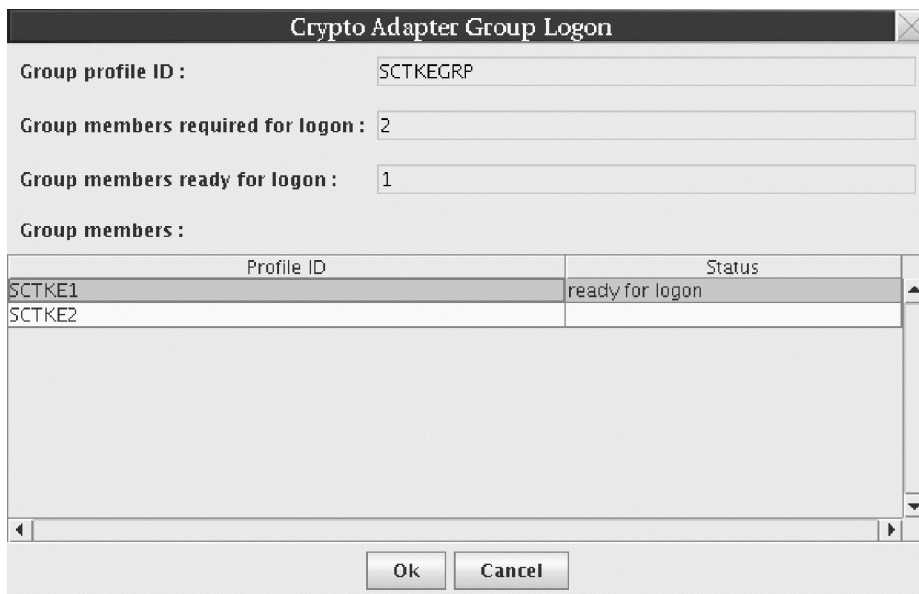 Crypto Adapter Group Logon
Group profile ID : SCTKEGRP
Group members required for logon : 2
Group members ready for logon : 1
Group members :
Profile ID Status
SCTKE1 ready for logon
SCTKE2
Ok Cancel